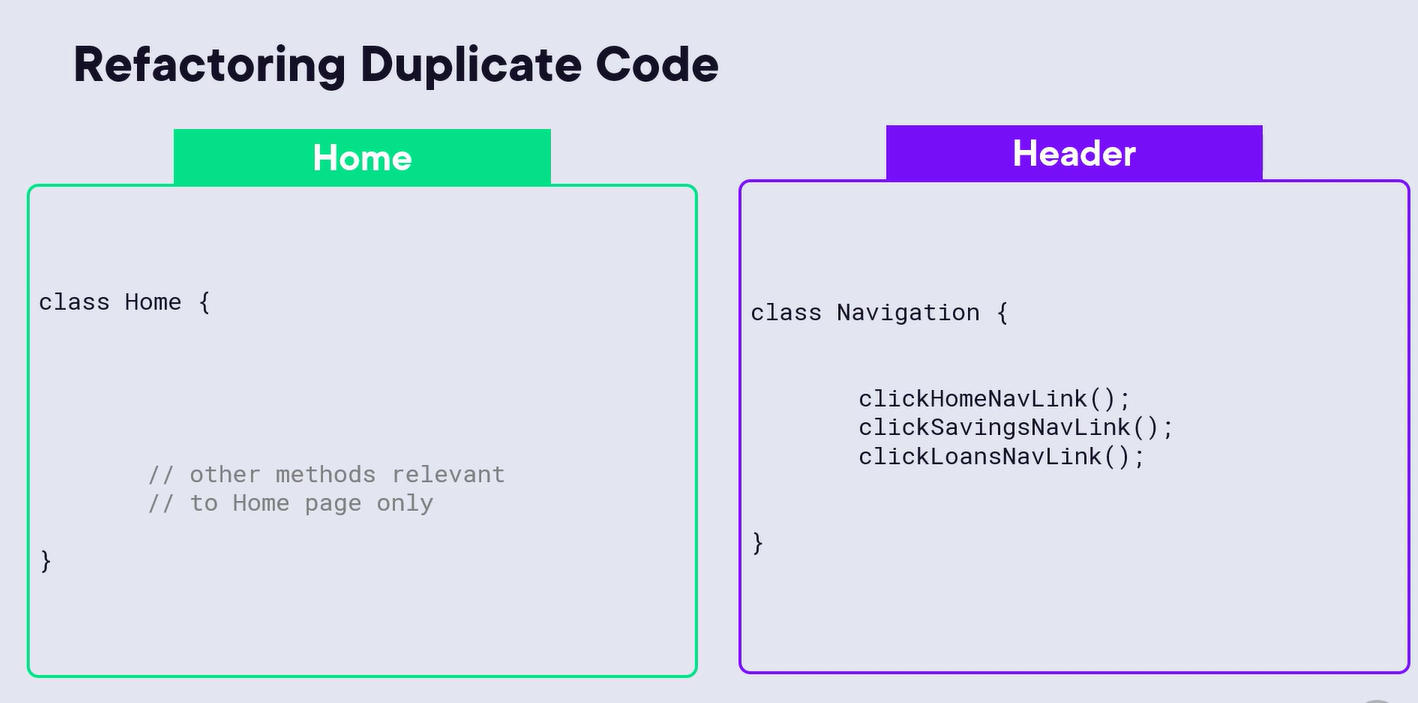 Refactoring Duplicate Code
Home
class Home {
// other methods relevant
// to Home page only
}
Header
class Navigation {
clickHomeNavLink();
clickSavingsNavLink();
clickLoansNavLink();
}